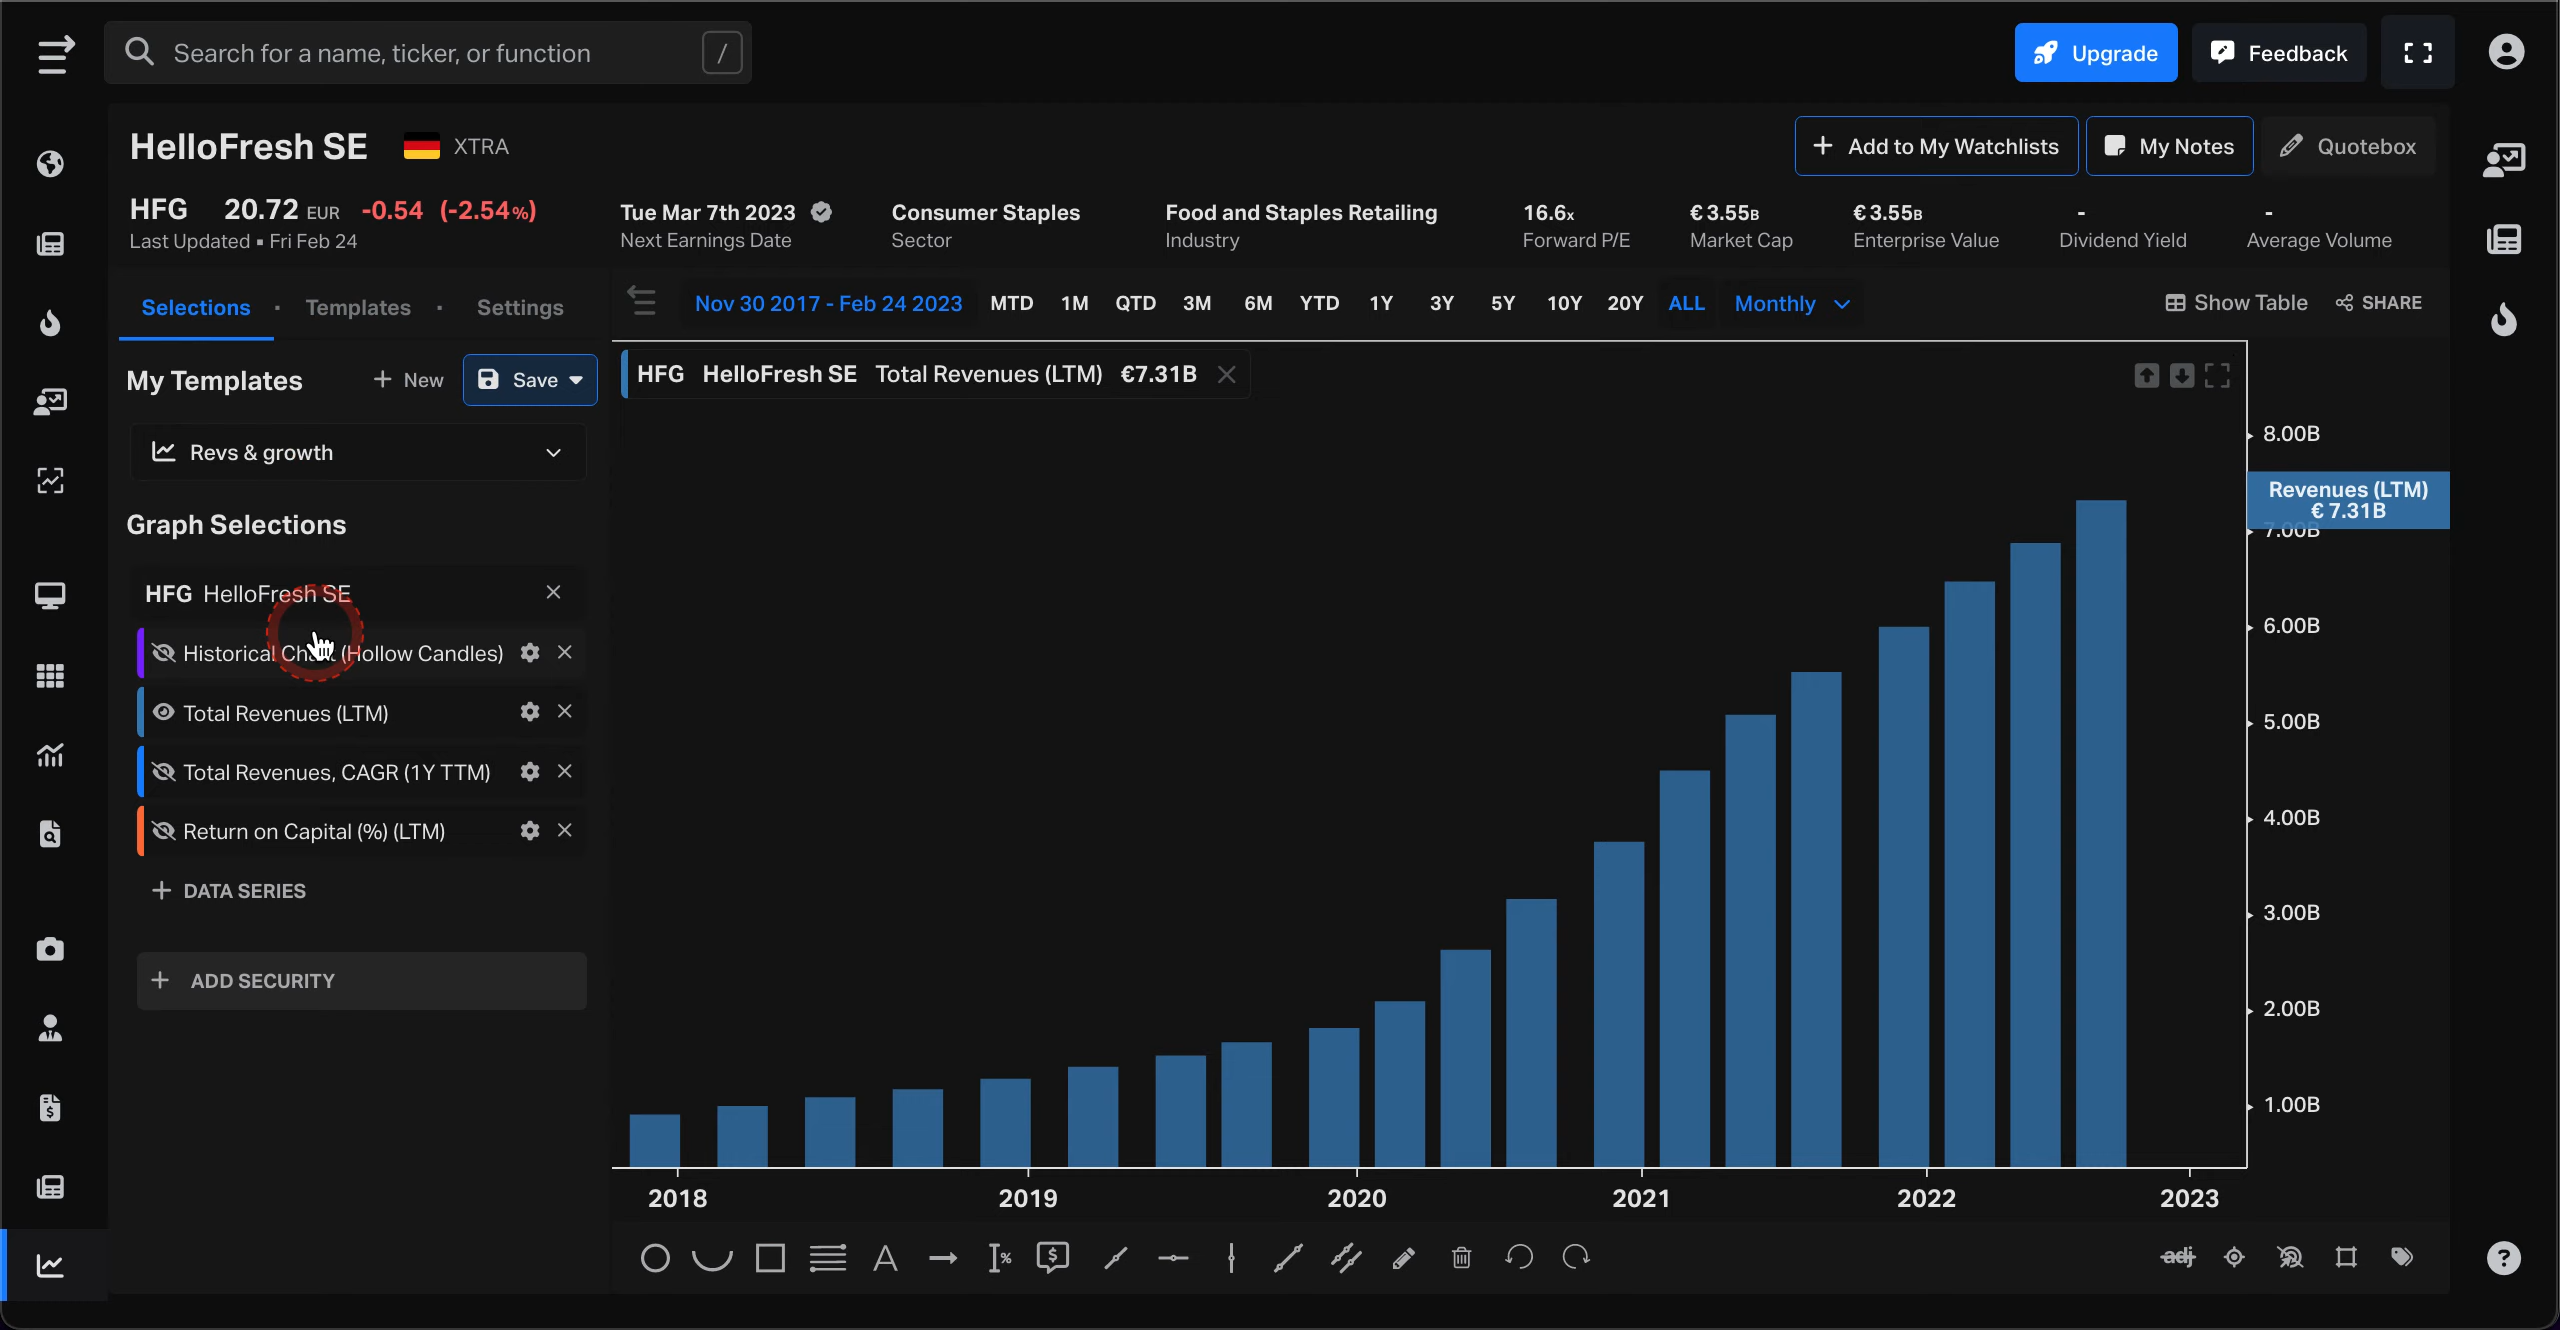 Search for a name, ticker, or function /
Upgrade
Feedback
HelloFresh SE XTRA
+ Add to My Watchlists
My Notes
Quotebox
HFG 20.72 EUR -0.54 (-2.54%)
Last Updated ▪ Fri Feb 24
Tue Mar 7th 2023
Next Earnings Date
Consumer Staples
Sector
Food and Staples Retailing
Industry
16.6x
Forward P/E
€3.55B
Market Cap
€3.55B
Enterprise Value
-
Dividend Yield
-
Average Volume
Selections · Templates · Settings
Nov 30 2017 - Feb 24 2023 MTD 1M QTD 3M 6M YTD 1Y 3Y 5Y 10Y 20Y ALL Monthly
Show Table SHARE
My Templates + New Save
Revs & growth
Graph Selections
HFG HelloFresh SE
Historical Chart (Hollow Candles)
Total Revenues (LTM)
Total Revenues, CAGR (1Y TTM)
Return on Capital (%) (LTM)
+ DATA SERIES
+ ADD SECURITY
HFG HelloFresh SE Total Revenues (LTM) €7.31B
8.00B
Revenues (LTM)
€ 7.31B
7.00B
6.00B
5.00B
4.00B
3.00B
2.00B
1.00B
2018 2019 2020 2021 2022 2023
A
%
$
adj
?